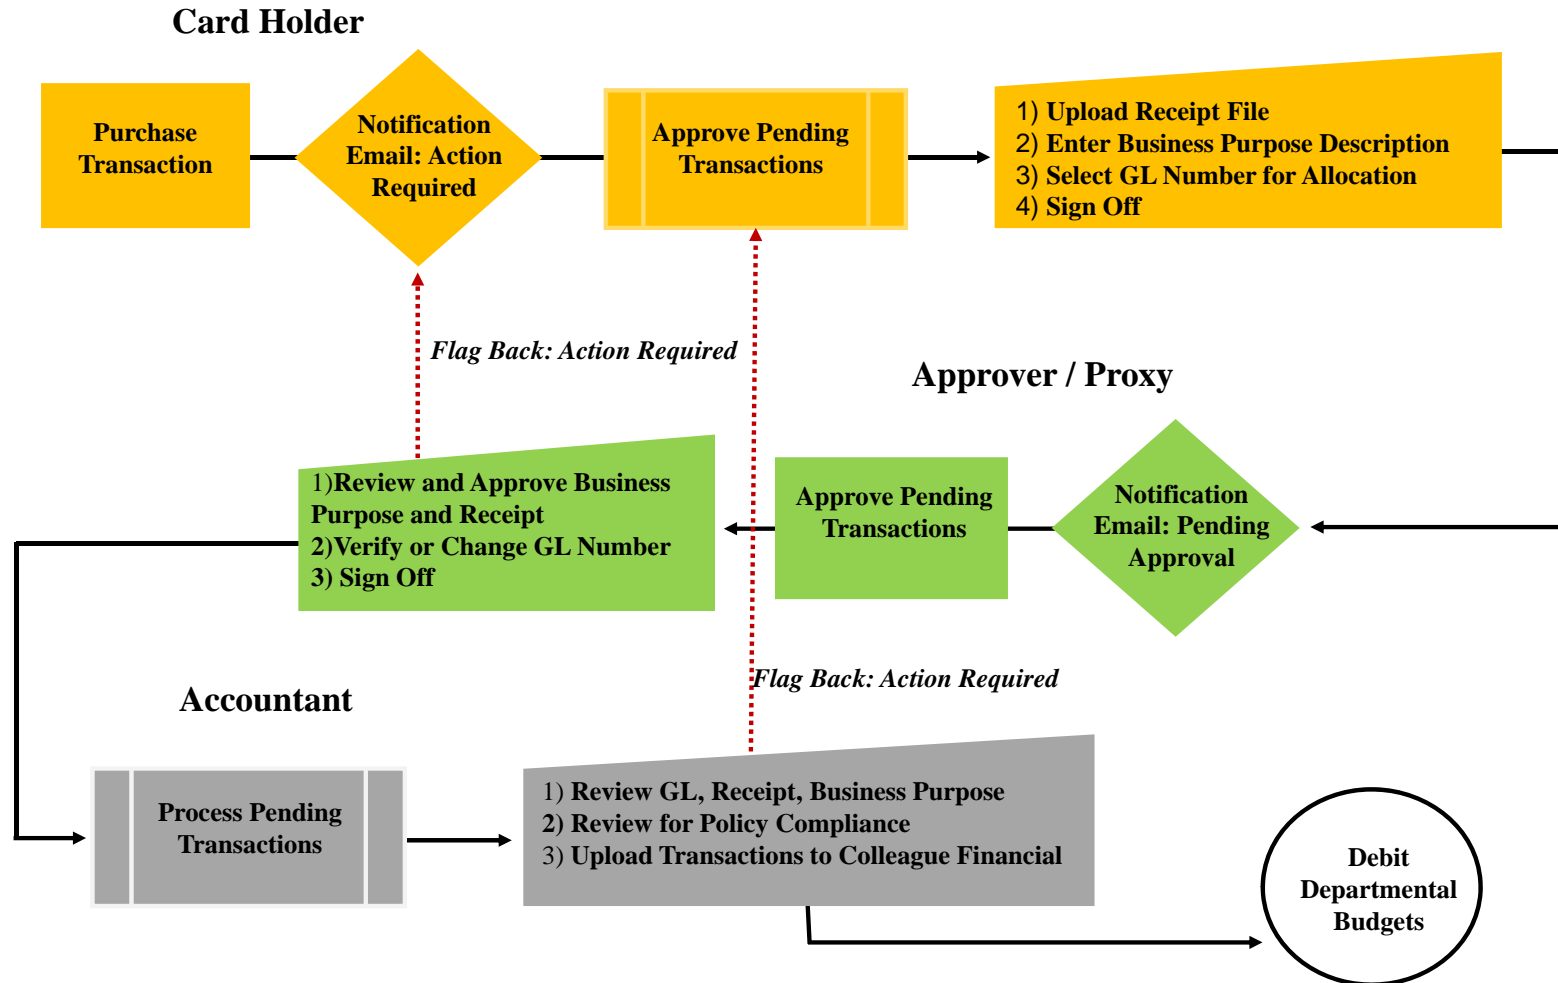 Card Holder
Purchase
Transaction
Notification
Email: Action
Required
Approve Pending
Transactions
1) Upload Receipt File
2) Enter Business Purpose Description
3) Select GL Number for Allocation
4) Sign Off
Flag Back: Action Required
Approver / Proxy
1)Review and Approve Business
Purpose and Receipt
2)Verify or Change GL Number
3) Sign Off
Approve Pending
Transactions
Notification
Email: Pending
Approval
Flag Back: Action Required
Accountant
Process Pending
Transactions
1) Review GL, Receipt, Business Purpose
2) Review for Policy Compliance
3) Upload Transactions to Colleague Financial
Debit
Departmental
Budgets